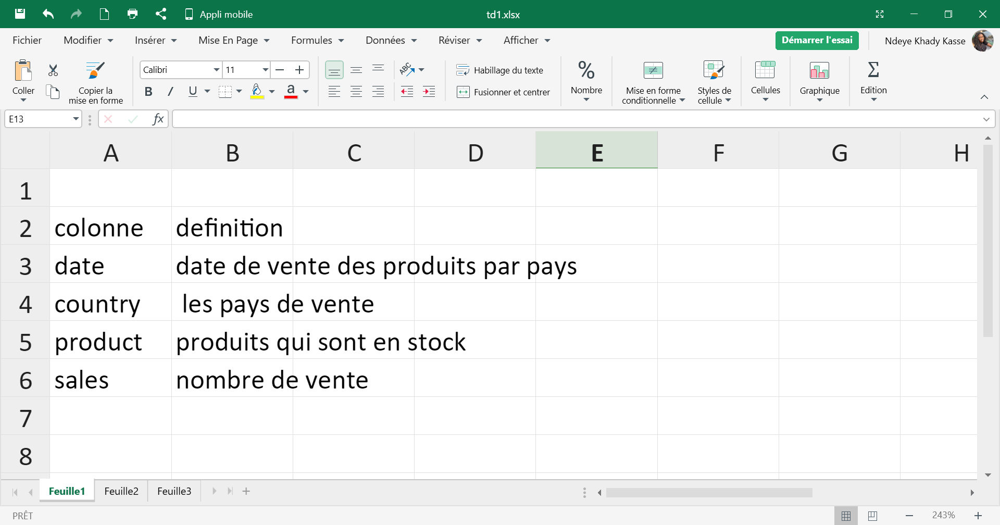 Appli mobile
td1.xlsx
Fichier Modifier Insérer Mise En Page Formules Données Réviser Afficher Démarrer l'essai Ndeye Khady Kasse
Calibri 11 ABC Habillage du texte
Coller Copier la mise en forme B I U a Fusionner et centrer Nombre Mise en forme conditionnelle Styles de cellule Cellules Graphique Edition
E13 fx
A B C D E F G H
1
2 colonne definition
3 date date de vente des produits par pays
4 country les pays de vente
5 product produits qui sont en stock
6 sales nombre de vente
7
8
Feuille1 Feuille2 Feuille3
PRÊT 243%